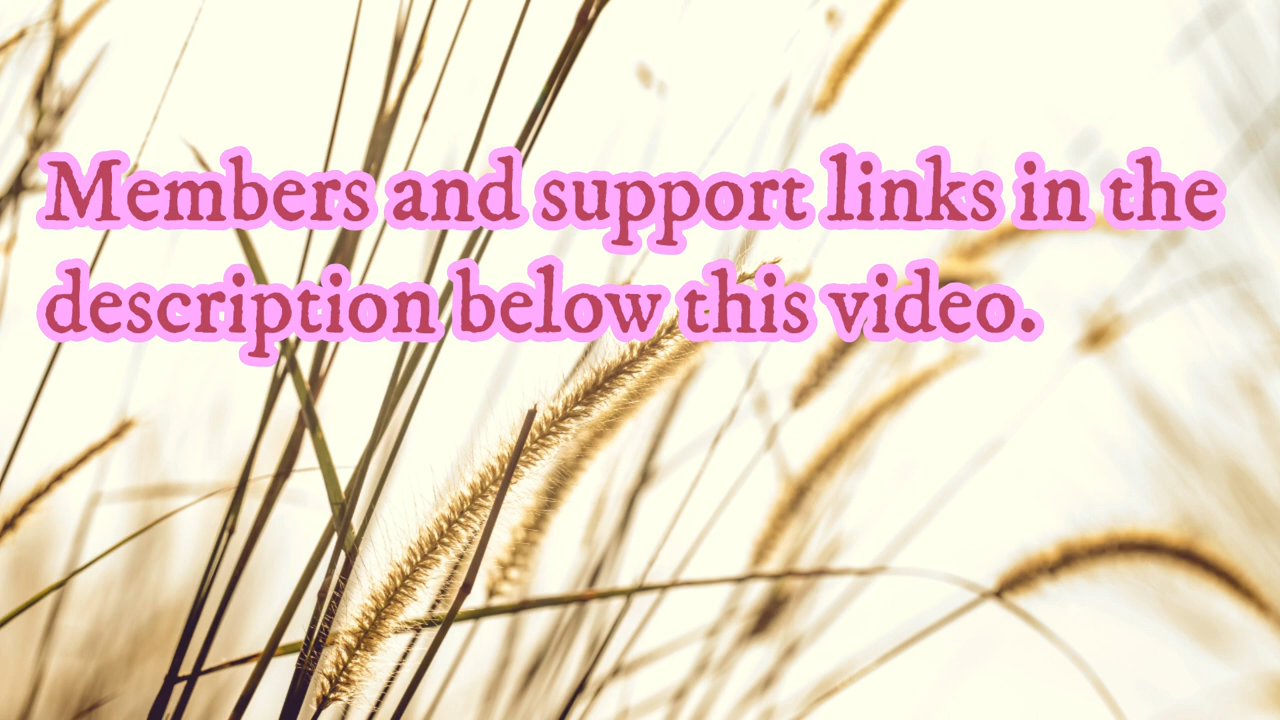 Members and support links in the
description below this video.